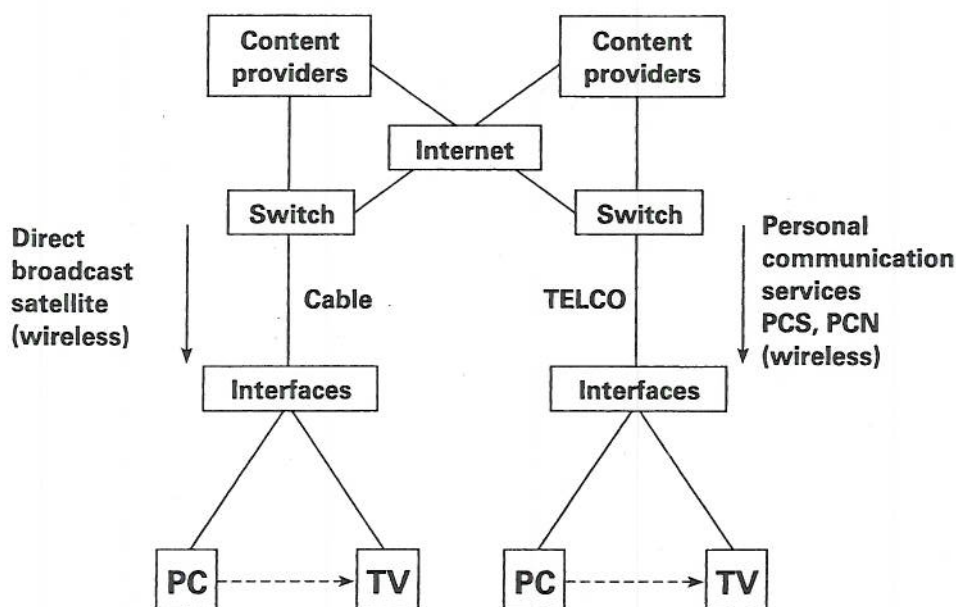 Content
providers
Content
providers
Internet
Switch
Switch
Direct
broadcast
satellite
(wireless)
Cable
TELCO
Personal
communication
services
PCS, PCN
(wireless)
Interfaces
Interfaces
PC
TV
PC
TV